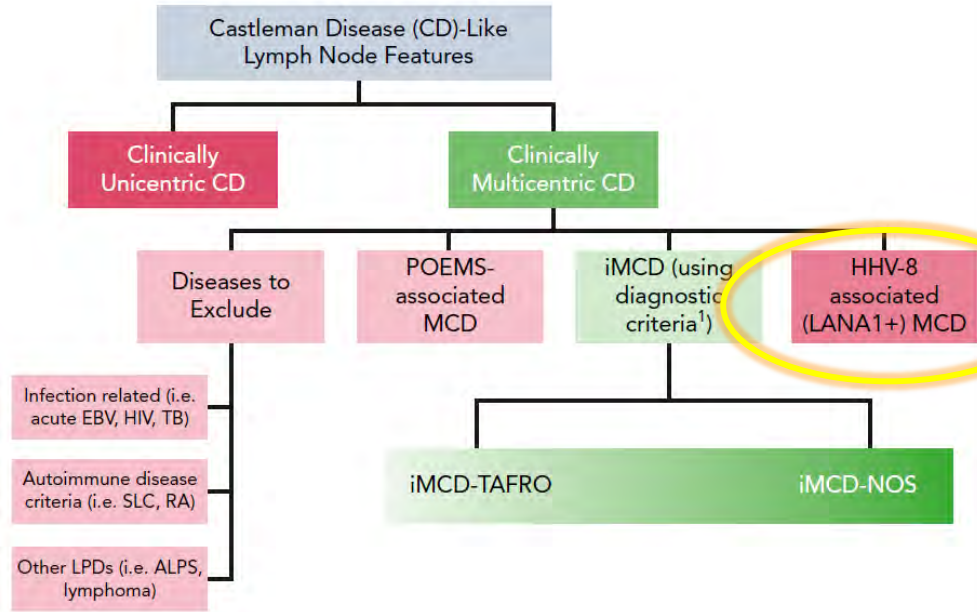 Castleman Disease (CD)-Like
Lymph Node Features
Clinically
Unicentric CD
Clinically
Multicentric CD
Diseases to
Exclude
POEMS-
associated
MCD
iMCD (using
diagnostic
criteria¹)
HHV-8
associated
(LANA1+) MCD
Infection related (i.e.
acute EBV, HIV, TB)
Autoimmune disease
criteria (i.e. SLC, RA)
Other LPDs (i.e. ALPS,
lymphoma)
iMCD-TAFRO
iMCD-NOS